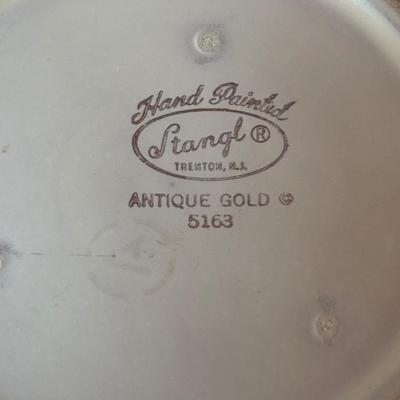 Hand Painted
Stangl ®
TRENTON, N.J.
ANTIQUE GOLD ©
5163